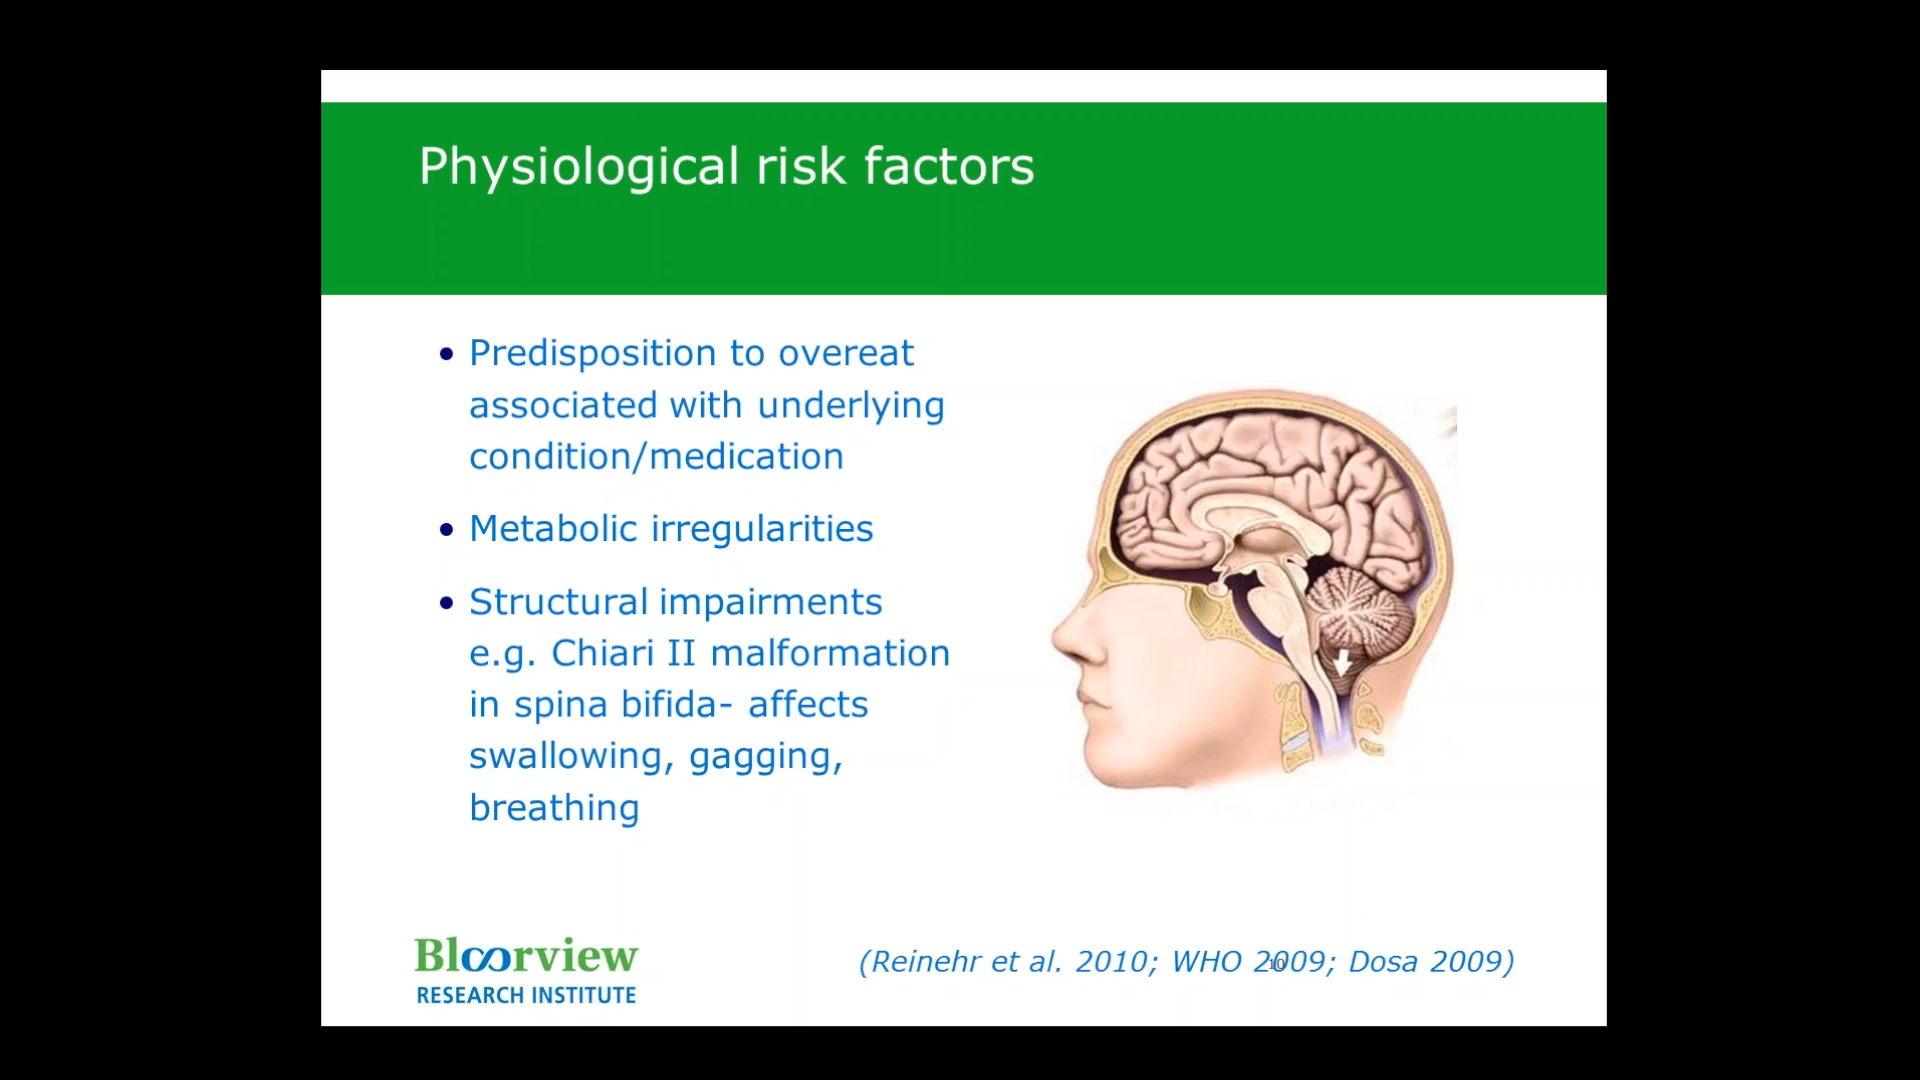 Physiological risk factors
• Predisposition to overeat
associated with underlying
condition/medication
• Metabolic irregularities
• Structural impairments
e.g. Chiari II malformation
in spina bifida- affects
swallowing, gagging,
breathing
Bloorview
RESEARCH INSTITUTE
(Reinehr et al. 2010; WHO 2009; Dosa 2009)
10